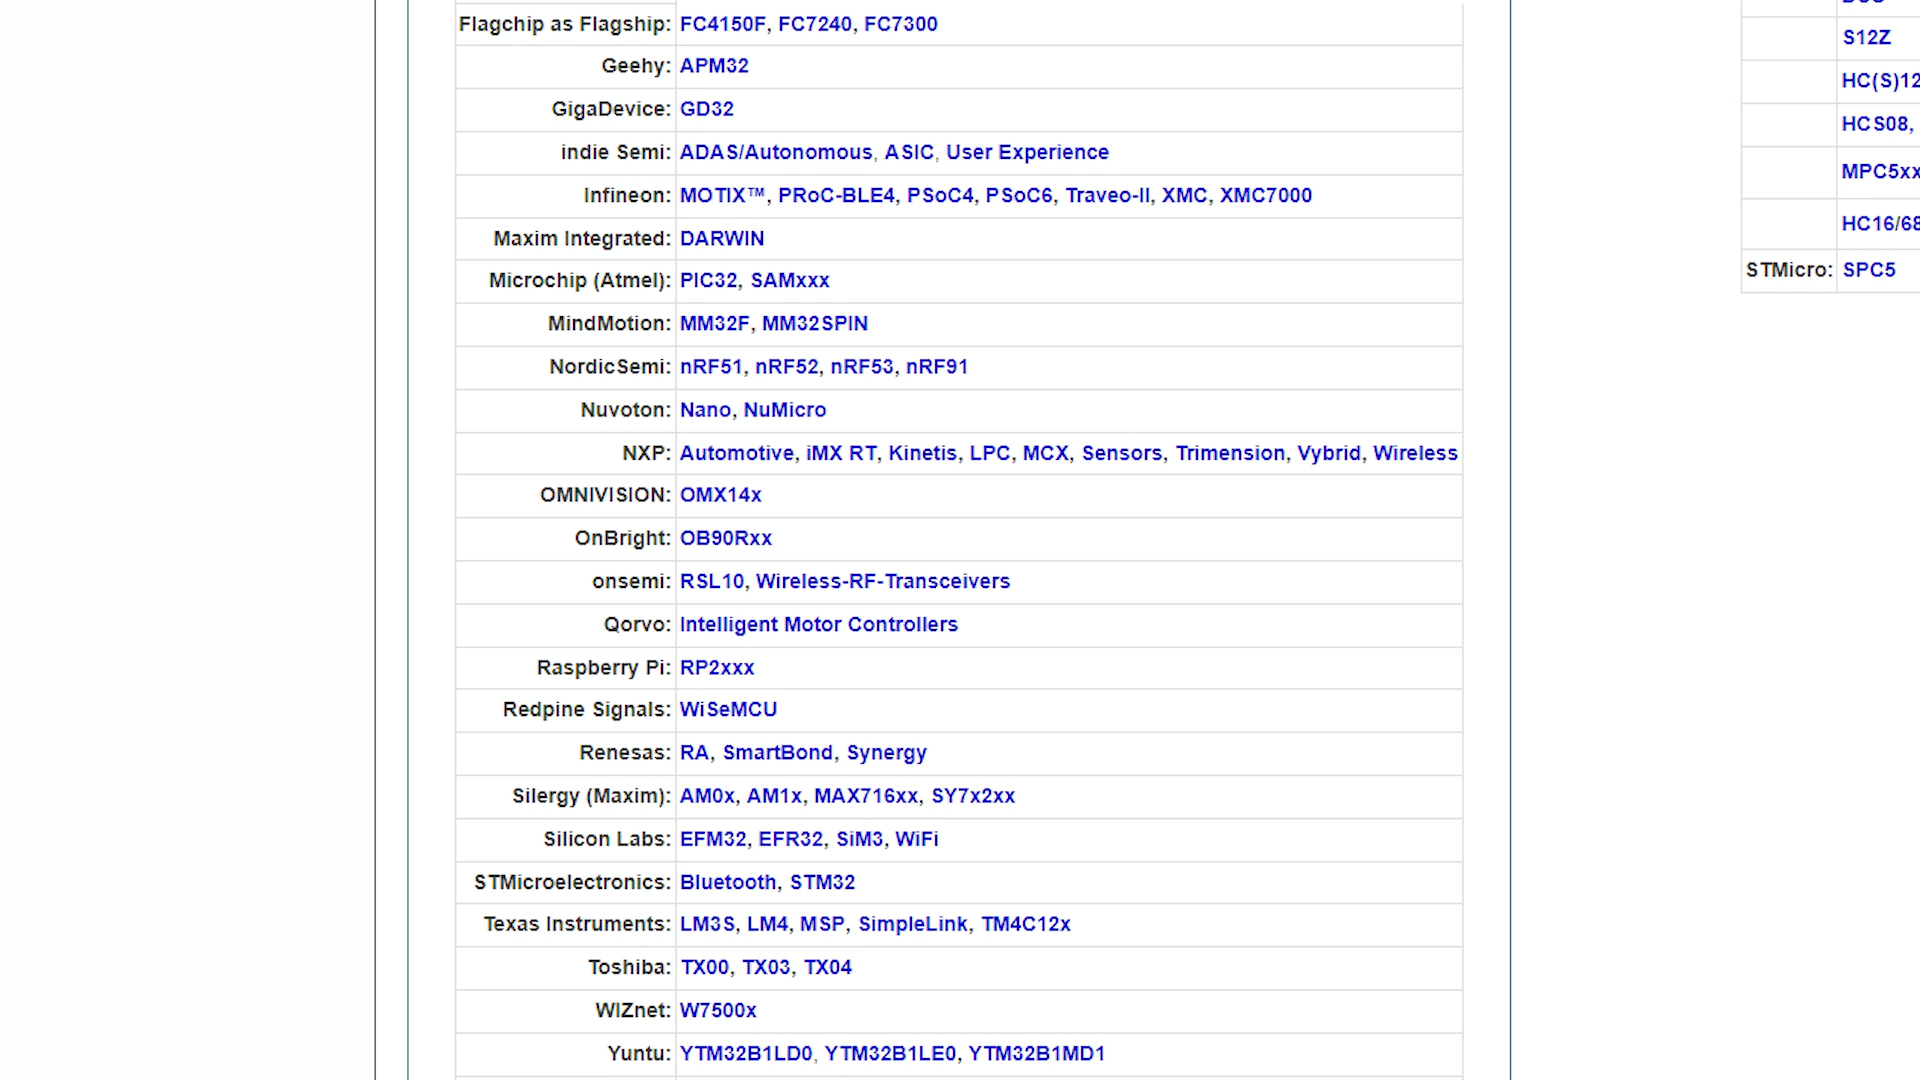 Flagchip as Flagship: FC4150F, FC7240, FC7300
Geehy: APM32
GigaDevice: GD32
indie Semi: ADAS/Autonomous, ASIC, User Experience
Infineon: MOTIX™, PRoC-BLE4, PSoC4, PSoC6, Traveo-II, XMC, XMC7000
Maxim Integrated: DARWIN
Microchip (Atmel): PIC32, SAMxxx
MindMotion: MM32F, MM32SPIN
NordicSemi: nRF51, nRF52, nRF53, nRF91
Nuvoton: Nano, NuMicro
NXP: Automotive, iMX RT, Kinetis, LPC, MCX, Sensors, Trimension, Vybrid, Wireless
OMNIVISION: OMX14x
OnBright: OB90Rxx
onsemi: RSL10, Wireless-RF-Transceivers
Qorvo: Intelligent Motor Controllers
Raspberry Pi: RP2xxx
Redpine Signals: WiSeMCU
Renesas: RA, SmartBond, Synergy
Silergy (Maxim): AM0x, AM1x, MAX716xx, SY7x2xx
Silicon Labs: EFM32, EFR32, SiM3, WiFi
STMicroelectronics: Bluetooth, STM32
Texas Instruments: LM3S, LM4, MSP, SimpleLink, TM4C12x
Toshiba: TX00, TX03, TX04
WIZnet: W7500x
Yuntu: YTM32B1LD0, YTM32B1LE0, YTM32B1MD1
S12Z
HC(S)12
HCS08,
MPC5xx
HC16/68
STMicro: SPC5